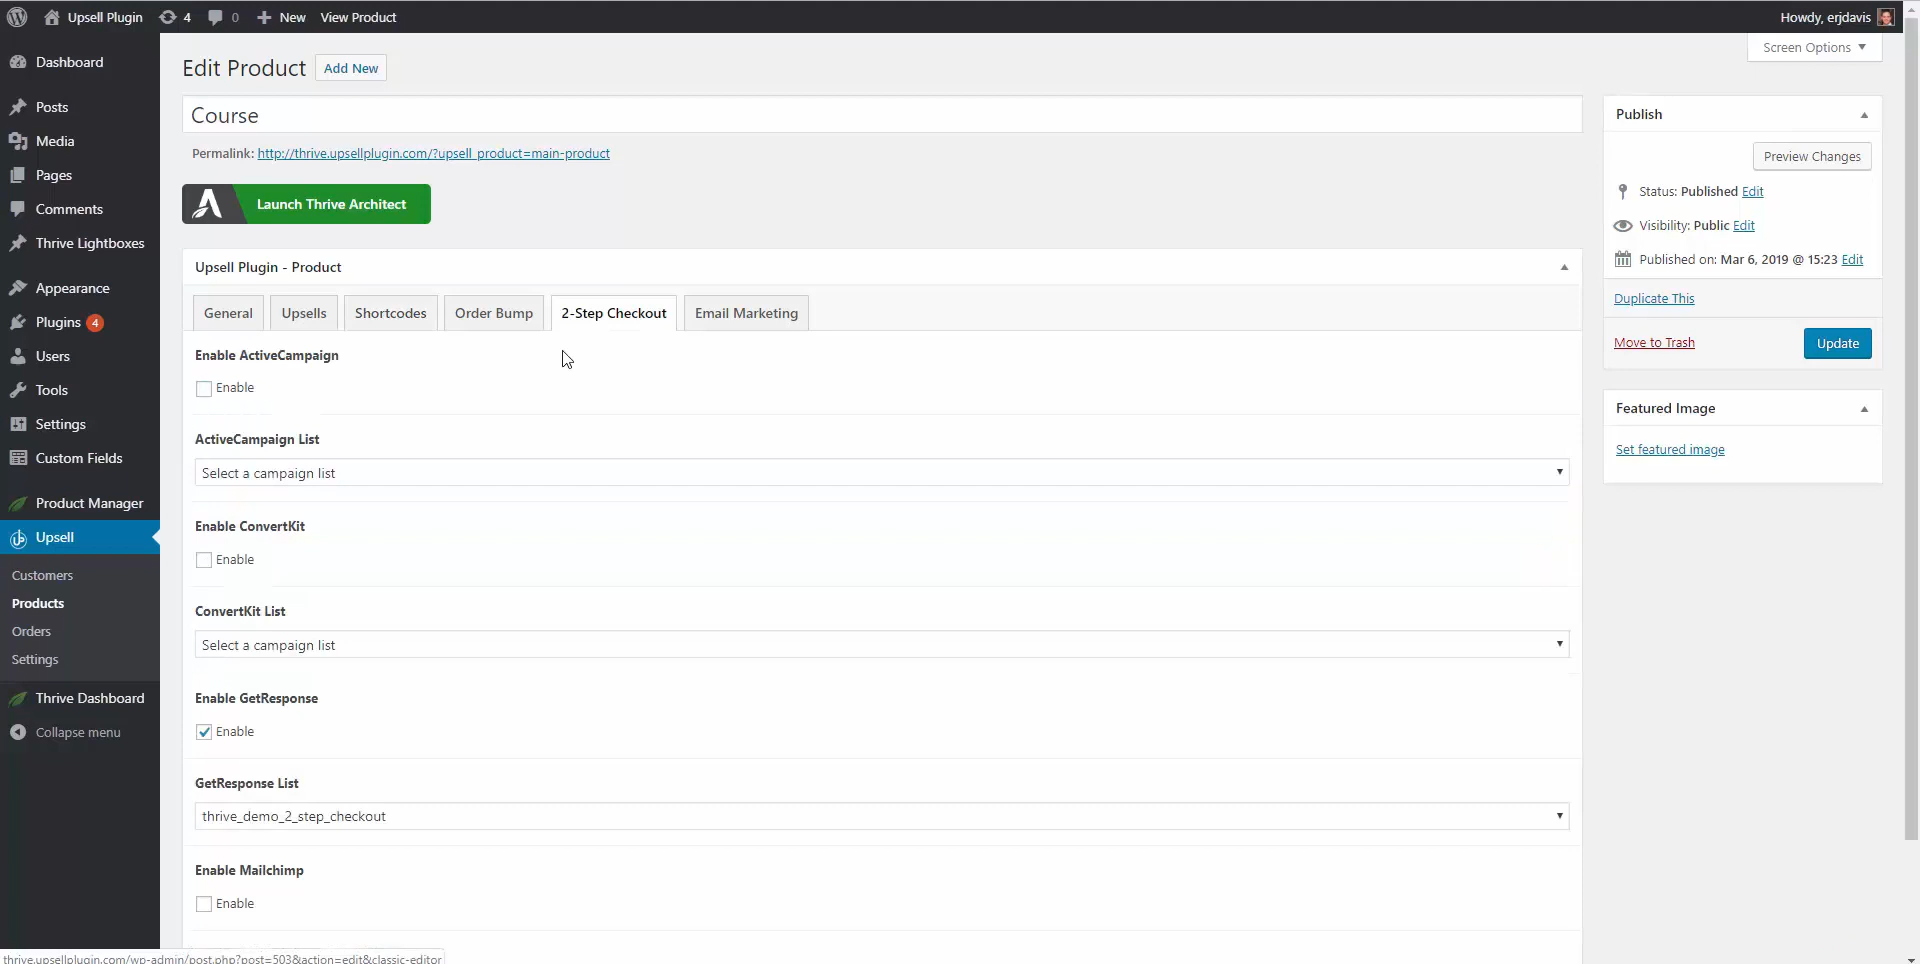 Upsell Plugin 4 0 New View Product Howdy, erjdavis
Screen Options
Dashboard
Posts
Media
Pages
Comments
Thrive Lightboxes
Appearance
Plugins 4
Users
Tools
Settings
Custom Fields
Product Manager
Upsell
Customers
Products
Orders
Settings
Thrive Dashboard
Collapse menu
Edit Product Add New
Course
Permalink: http://thrive.upsellplugin.com/?upsell_product=main-product
Launch Thrive Architect
Upsell Plugin - Product
General Upsells Shortcodes Order Bump 2-Step Checkout Email Marketing
Enable ActiveCampaign
Enable
ActiveCampaign List
Select a campaign list
Enable ConvertKit
Enable
ConvertKit List
Select a campaign list
Enable GetResponse
Enable
GetResponse List
thrive_demo_2_step_checkout
Enable Mailchimp
Enable
Publish
Preview Changes
Status: Published Edit
Visibility: Public Edit
Published on: Mar 6, 2019 @ 15:23 Edit
Duplicate This
Move to Trash Update
Featured Image
Set featured image
thrive.upsellplugin.com/wp-admin/post.php?post=503&action=edit&classic-editor